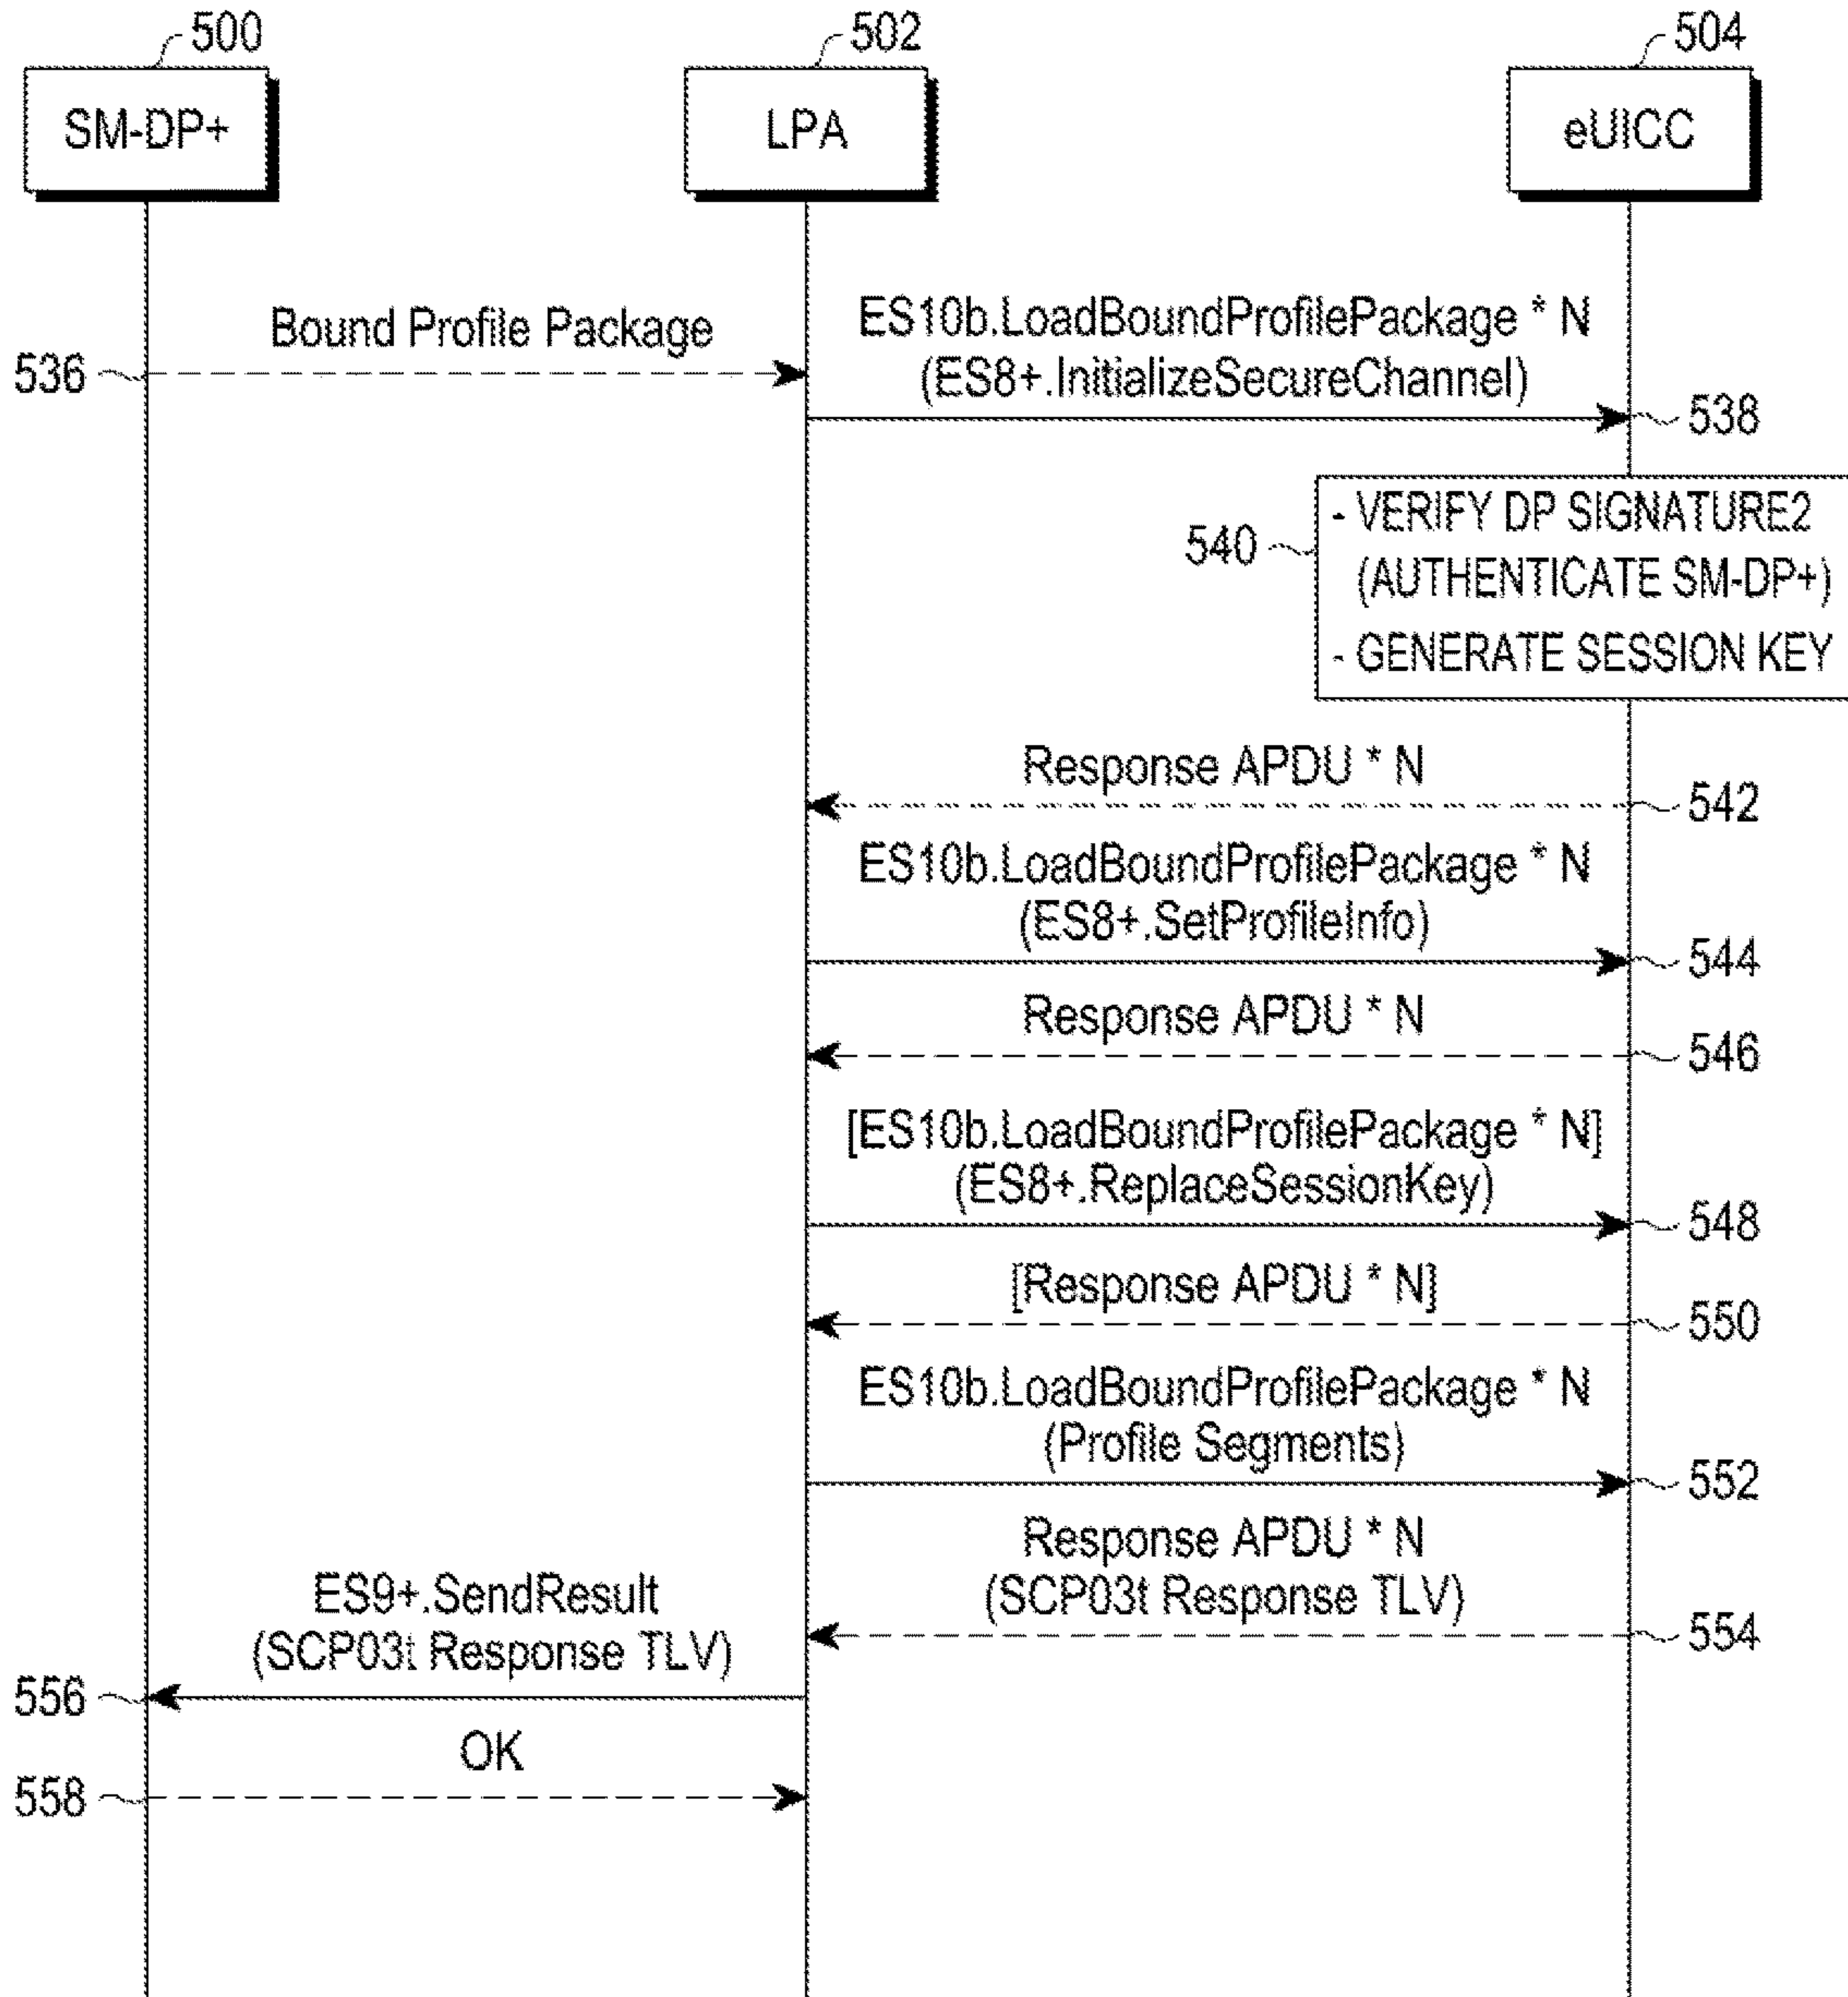 500
502
504
SM-DP+
LPA
eUICC
Bound Profile Package
536
ES10b.LoadBoundProfilePackage * N
(ES8+.InitializeSecureChannel)
538
540
- VERIFY DP SIGNATURE2
(AUTHENTICATE SM-DP+)
- GENERATE SESSION KEY
Response APDU * N
542
ES10b.LoadBoundProfilePackage * N
(ES8+.SetProfileInfo)
544
Response APDU * N
546
[ES10b.LoadBoundProfilePackage * N]
(ES8+.ReplaceSessionKey)
548
[Response APDU * N]
550
ES10b.LoadBoundProfilePackage * N
(Profile Segments)
552
Response APDU * N
(SCP03t Response TLV)
554
ES9+.SendResult
(SCP03t Response TLV)
556
OK
558